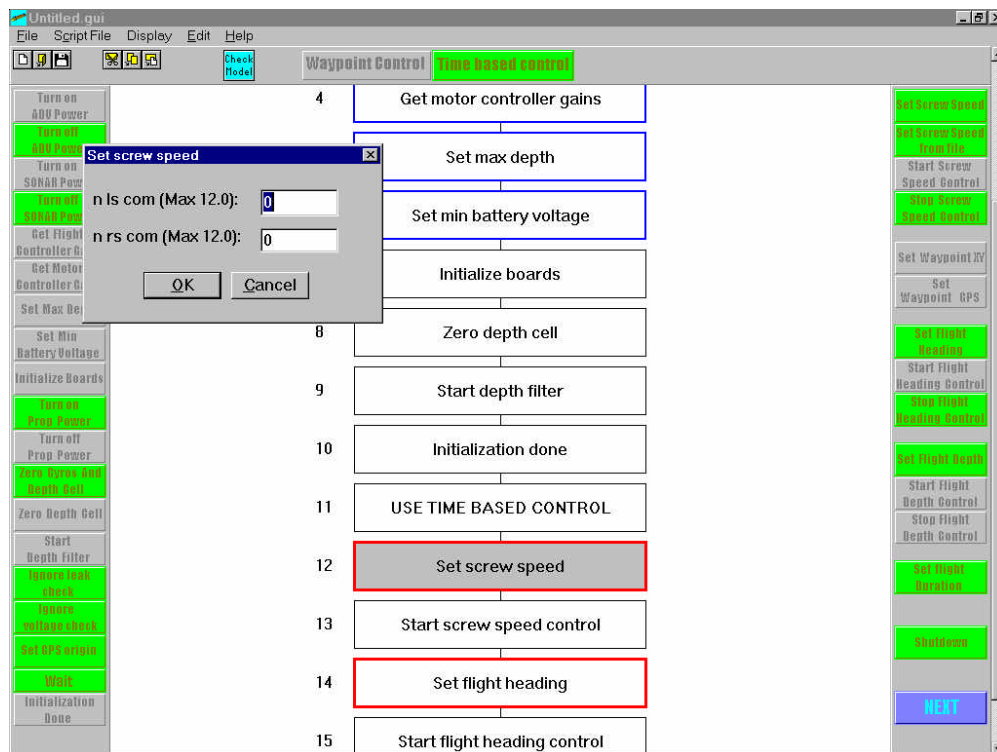 Untitled.gui
File Script File Display Edit Help
Check
Model
Waypoint Control
Time based control
Turn on
ADV Power
Turn off
ADV Powe
Turn on
SONAR Pow
Turn off
SONAR Pow
Get Flight
Controller G
Get Motor
Controller G
Set Max De
Set Min
Battery Voltage
Initialize Boards
Turn on
Prop Power
Turn off
Prop Power
Zero Gyros And
Depth Cell
Zero Depth Cell
Start
Depth Filter
Ignore leak
check
Ignore
voltage check
Set GPS origin
Wait
Initialization
Done
Set screw speed
n ls com (Max 12.0): 0
n rs com (Max 12.0): 0
OK Cancel
4 Get motor controller gains
Set max depth
Set min battery voltage
Initialize boards
8 Zero depth cell
9 Start depth filter
10 Initialization done
11 USE TIME BASED CONTROL
12 Set screw speed
13 Start screw speed control
14 Set flight heading
15 Start flight heading control
Set Screw Speed
Set Screw Speed
from file
Start Screw
Speed Control
Stop Screw
Speed Control
Set Waypoint XY
Set
Waypoint GPS
Set Flight
Heading
Start Flight
Heading Control
Stop Flight
Heading Control
Set Flight Depth
Start Flight
Depth Control
Stop Flight
Depth Control
Set flight
Duration
Shutdown
NEXT